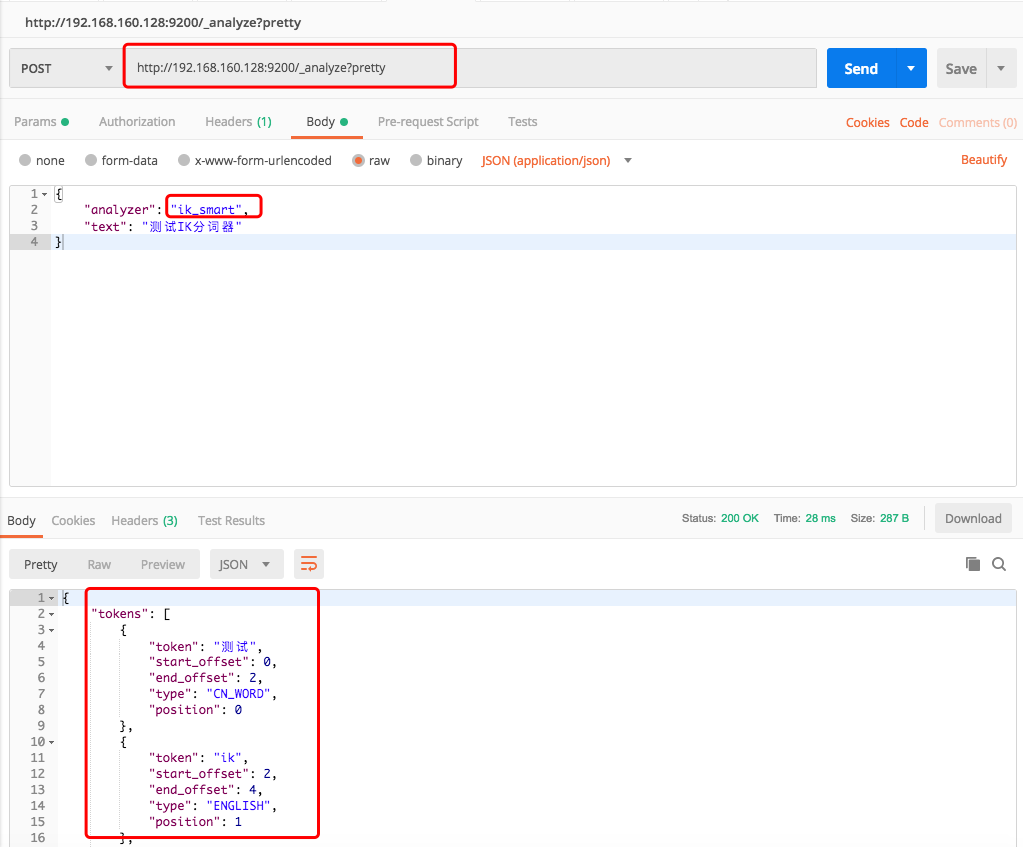 http://192.168.160.128:9200/_analyze?pretty
POST http://192.168.160.128:9200/_analyze?pretty Send Save
Params Authorization Headers (1) Body Pre-request Script Tests Cookies Code Comments (0)
none form-data x-www-form-urlencoded raw binary JSON (application/json) Beautify
1 {
2 "analyzer": "ik_smart",
3 "text": "测试IK分词器"
4 }
Body Cookies Headers (3) Test Results Status: 200 OK Time: 28 ms Size: 287 B Download
Pretty Raw Preview JSON
1 {
2 "tokens": [
3 {
4 "token": "测试",
5 "start_offset": 0,
6 "end_offset": 2,
7 "type": "CN_WORD",
8 "position": 0
9 },
10 {
11 "token": "ik",
12 "start_offset": 2,
13 "end_offset": 4,
14 "type": "ENGLISH",
15 "position": 1
16 },